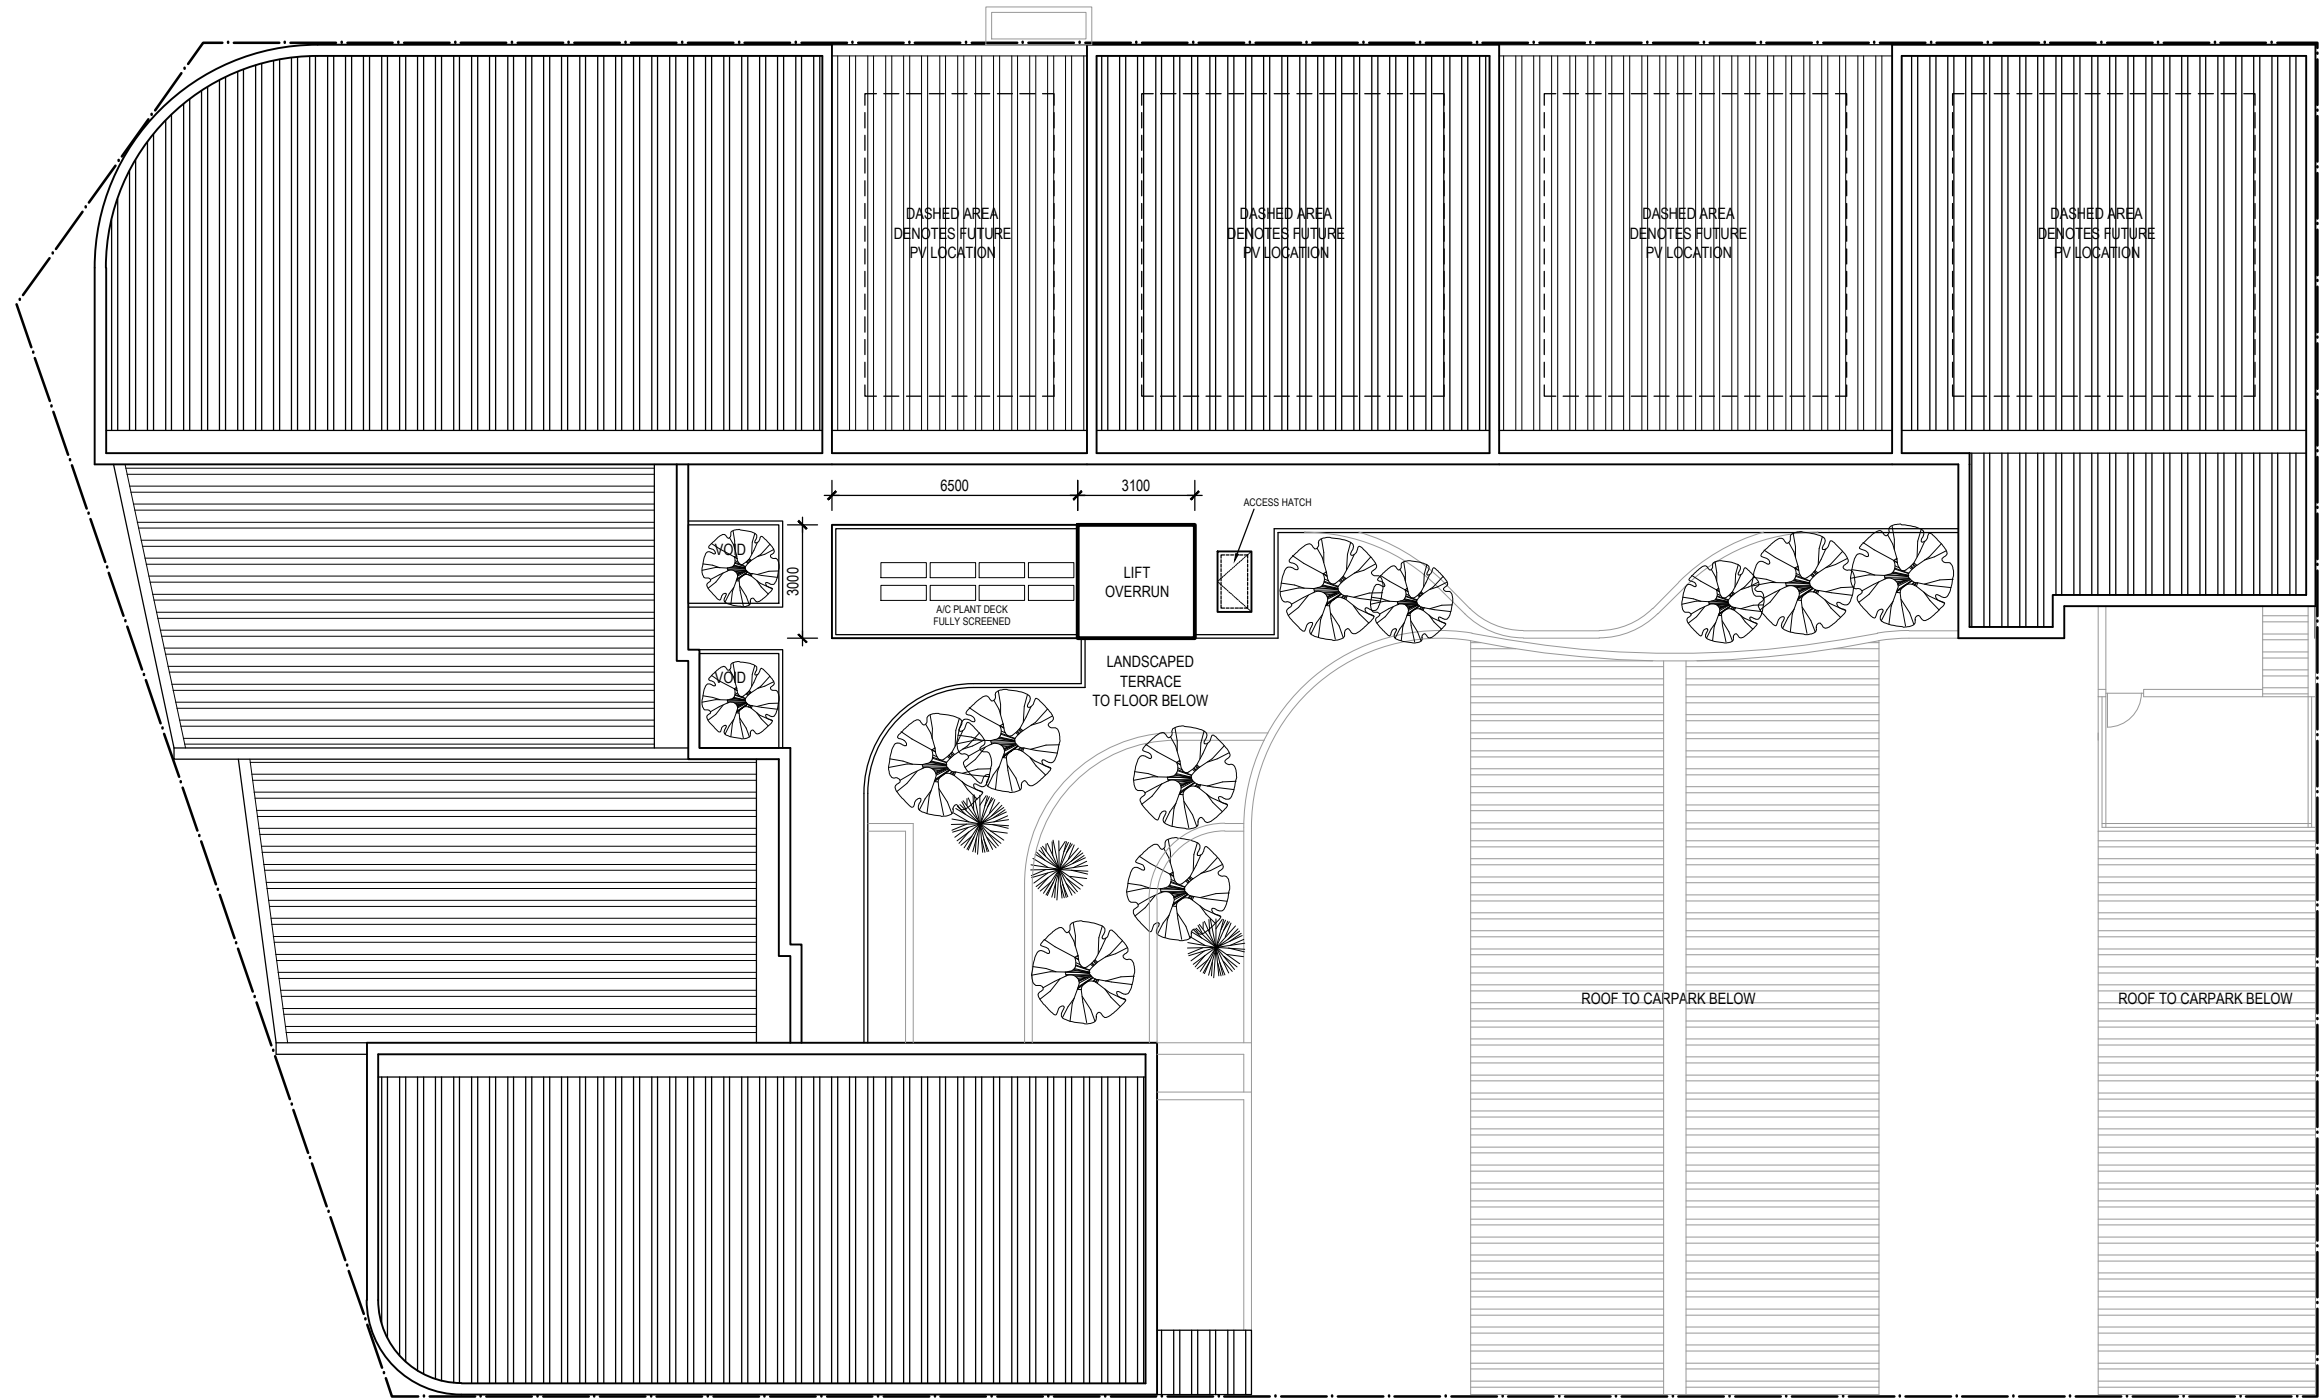 DASHED AREA
DENOTES FUTURE
PV LOCATION
DASHED AREA
DENOTES FUTURE
PV LOCATION
DASHED AREA
DENOTES FUTURE
PV LOCATION
DASHED AREA
DENOTES FUTURE
PV LOCATION
6500
3100
ACCESS HATCH
VOID
3000
LIFT
OVERRUN
A/C PLANT DECK
FULLY SCREENED
VOID
LANDSCAPED
TERRACE
TO FLOOR BELOW
ROOF TO CARPARK BELOW
ROOF TO CARPARK BELOW